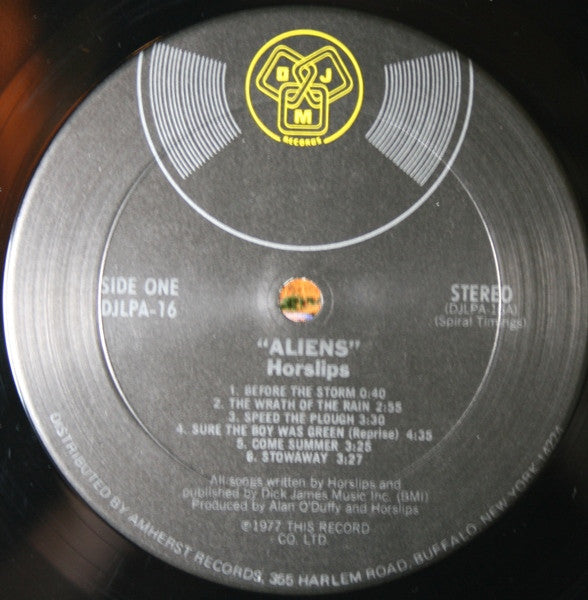 D J
M
RECORDS
SIDE ONE
DJLPA-16
STEREO
(DJLPA-16A)
(Spiral Timings)
"ALIENS"
Horslips
1. BEFORE THE STORM 0:40
2. THE WRATH OF THE RAIN 2:55
3. SPEED THE PLOUGH 3:30
4. SURE THE BOY WAS GREEN (Reprise) 4:35
5. COME SUMMER 3:25
6. STOWAWAY 3:27
All songs written by Horslips and
published by Dick James Music Inc. (BMI)
Produced by Alan O'Duffy and Horslips
©1977 THIS RECORD
CO. LTD.
DISTRIBUTED BY AMHERST RECORDS, 355 HARLEM ROAD, BUFFALO, NEW YORK 14224